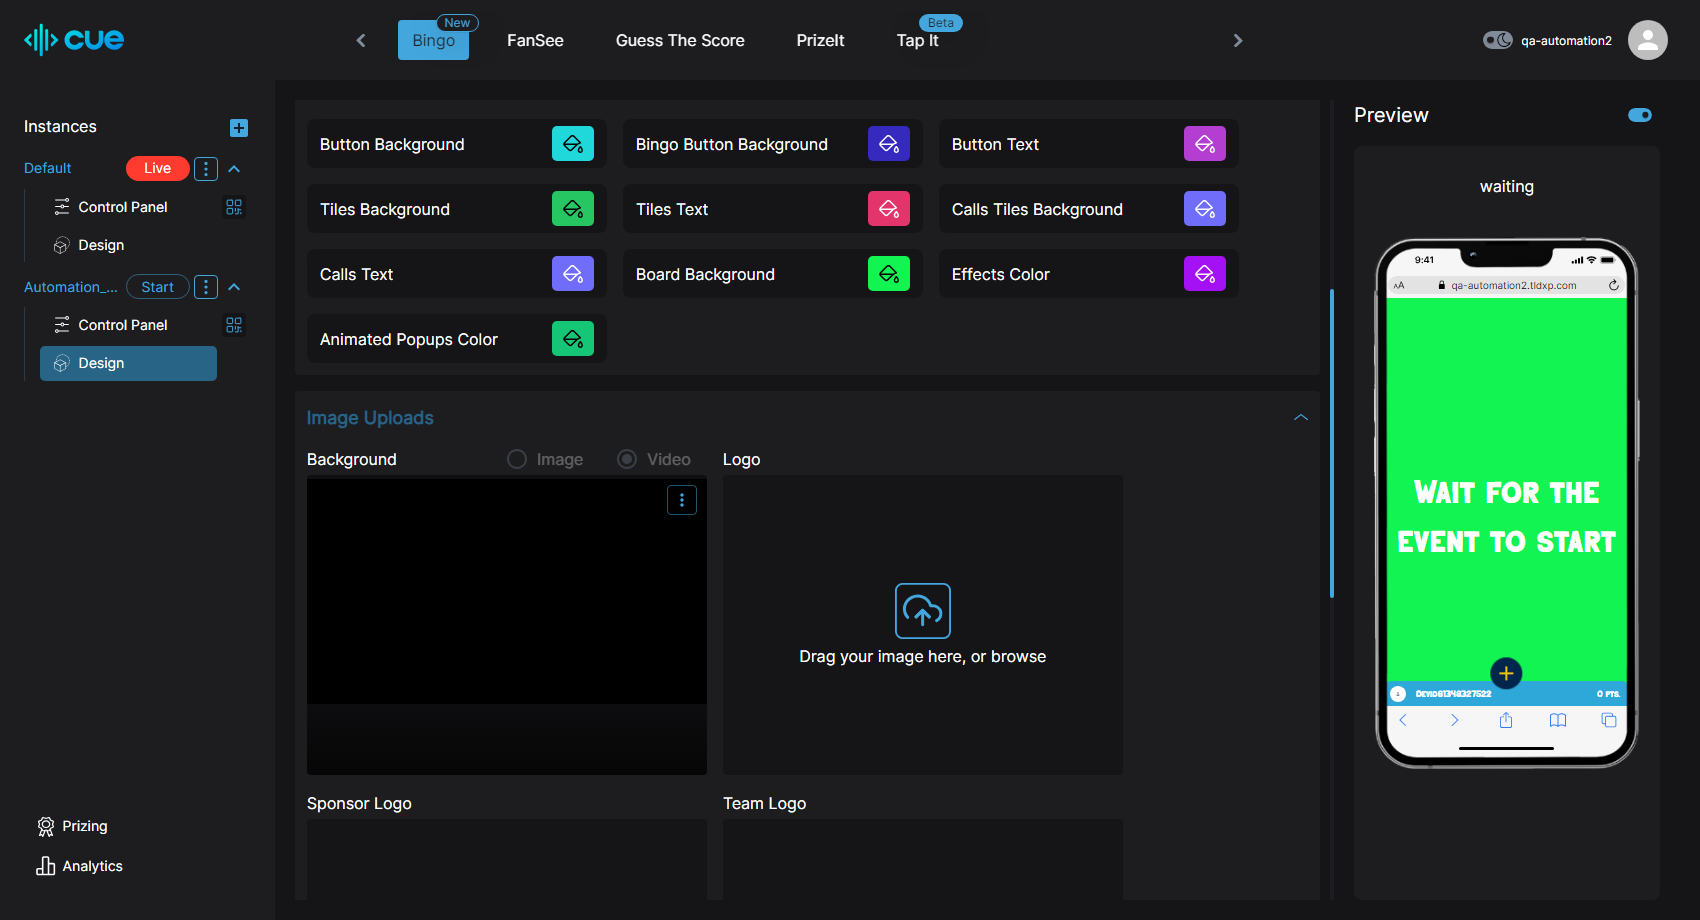 cue
New
Bingo
FanSee
Guess The Score
PrizeIt
Beta
Tap It
qa-automation2
Instances
Default
Live
Control Panel
Design
Automation_...
Start
Control Panel
Design
Prizing
Analytics
Button Background
Bingo Button Background
Button Text
Tiles Background
Tiles Text
Calls Tiles Background
Calls Text
Board Background
Effects Color
Animated Popups Color
Image Uploads
Background
Image
Video
Logo
Drag your image here, or browse
Sponsor Logo
Team Logo
Preview
waiting
9:41
AA
qa-automation2.tldxp.com
Wait for the
event to start
Devid61348327522
0 pts.